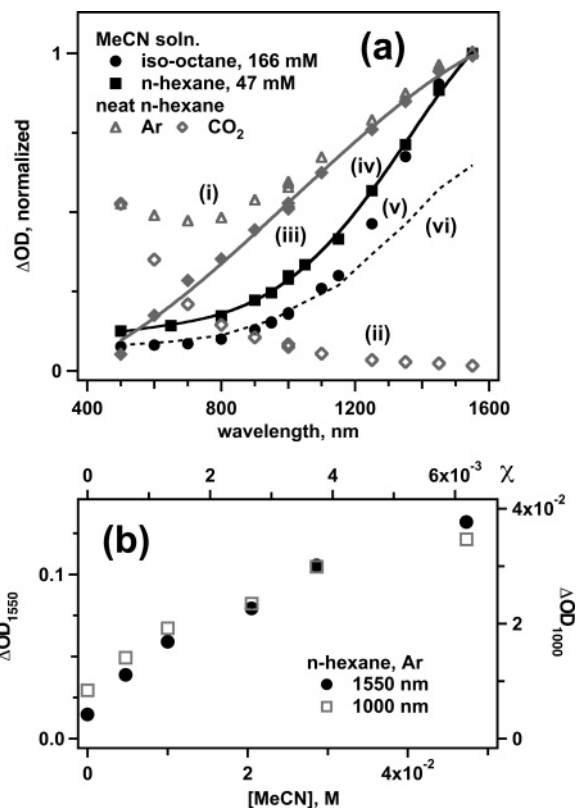 (a)
MeCN soln.
iso-octane, 166 mM
n-hexane, 47 mM
neat n-hexane
Ar CO2
(i)
(ii)
(iii)
(iv)
(v)
(vi)
ΔOD, normalized
1
0
400 800 1200 1600
wavelength, nm
0 2 4 6x10⁻³ χ
(b)
ΔOD₁₅₅₀
0.1
0.0
4x10⁻²
2
0
ΔOD₁₀₀₀
n-hexane, Ar
1550 nm
1000 nm
0 2 4x10⁻²
[MeCN], M